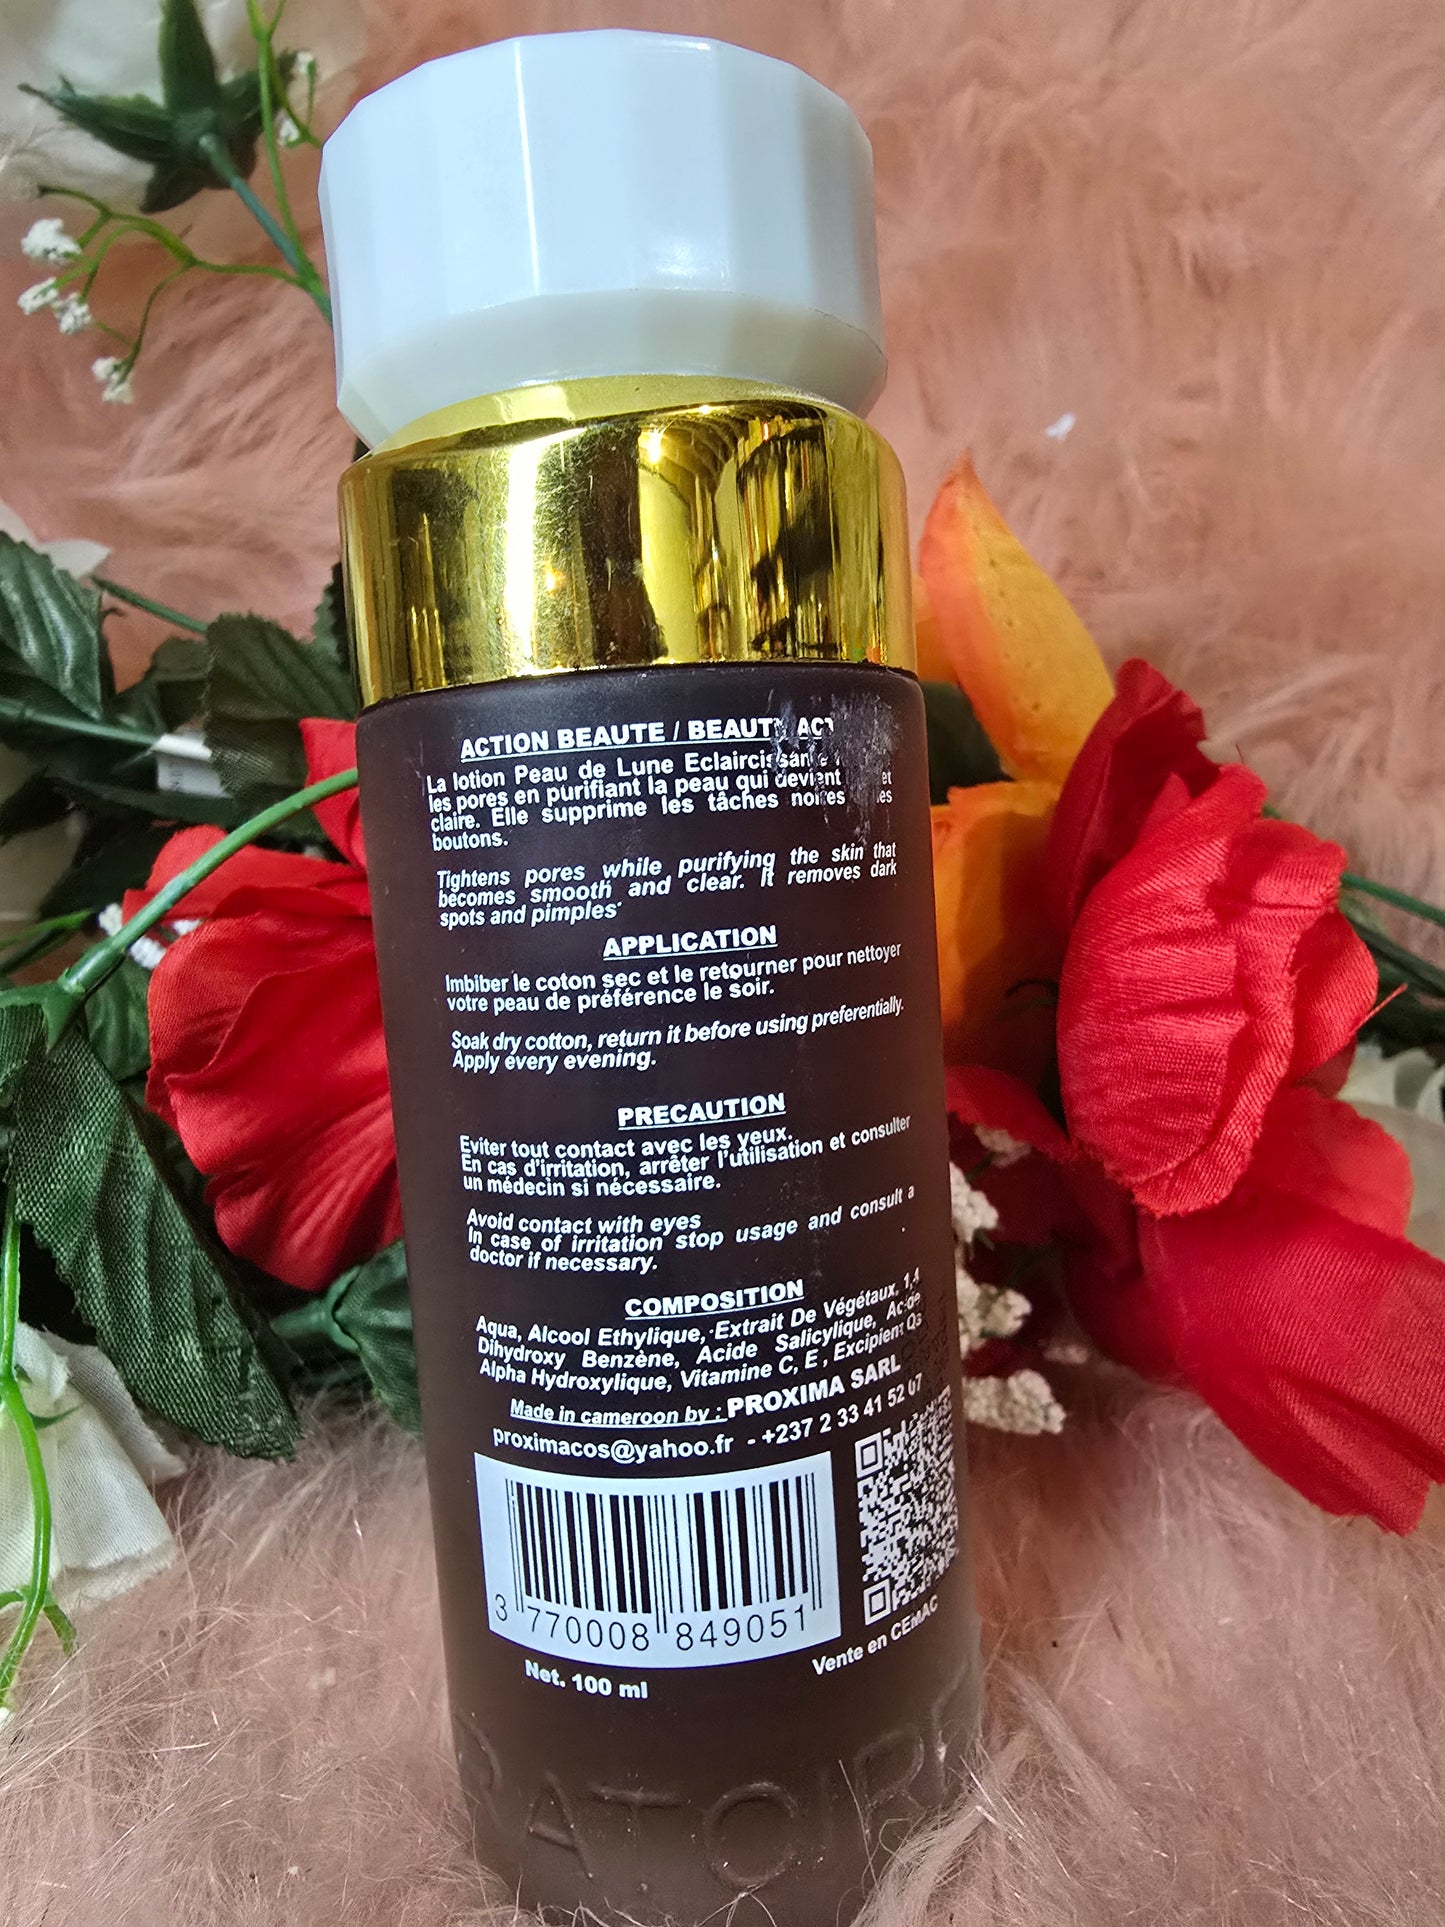 ACTION BEAUTE / BEAUTY ACT
La lotion Peau de Lune Eclaircissante
les pores en purifiant la peau qui devient et
claire. Elle supprime les tâches noires les
boutons.
Tightens pores while purifying the skin that
becomes smooth and clear. It removes dark
spots and pimples
APPLICATION
Imbiber le coton sec et le retourner pour nettoyer
votre peau de préférence le soir.
Soak dry cotton, return it before using preferentially.
Apply every evening.
PRECAUTION
Eviter tout contact avec les yeux.
En cas d'irritation, arrêter l'utilisation et consulter
un médecin si nécessaire.
Avoid contact with eyes
In case of irritation stop usage and consult a
doctor if necessary.
COMPOSITION
Aqua, Alcool Ethylique, Extrait De Végétaux, 1,4
Dihydroxy Benzène, Acide Salicylique, Acide
Alpha Hydroxylique, Vitamine C, E , Excipient Qs
Made in cameroon by : PROXIMA SARL
proximacos@yahoo.fr - +237 2 33 41 52 07
3 770008 849051
Net. 100 ml
Vente en CEMAC
RATOIR